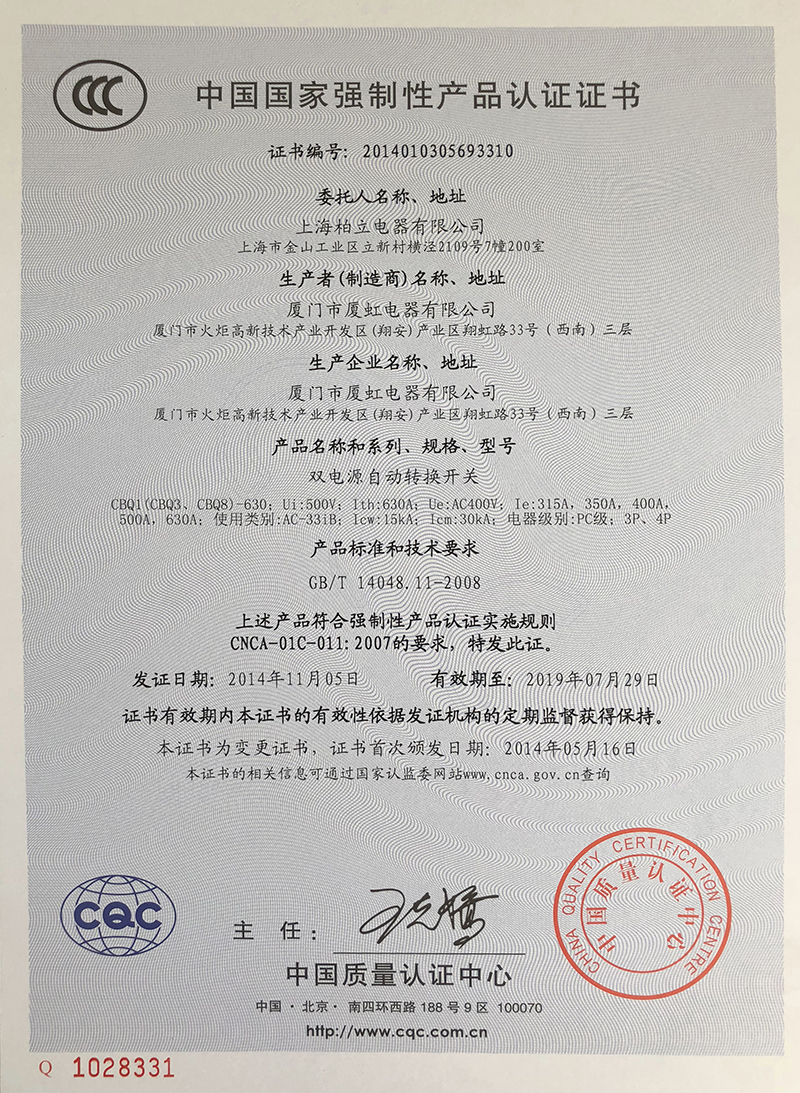 CCC
中国国家强制性产品认证证书
证书编号：2014010305693310
委托人名称、地址
上海柏立电器有限公司
上海市金山工业区立新村横泾2109号7幢200室
生产者(制造商)名称、地址
厦门市厦虹电器有限公司
厦门市火炬高新技术产业开发区(翔安)产业区翔虹路33号（西南）三层
生产企业名称、地址
厦门市厦虹电器有限公司
厦门市火炬高新技术产业开发区(翔安)产业区翔虹路33号（西南）三层
产品名称和系列、规格、型号
双电源自动转换开关
CBQ1(CBQ3、CBQ8)-630；Ui:500V；Ith:630A；Ue:AC400V；Ie:315A，350A，400A，
500A，630A；使用类别:AC-33iB；Icw:15kA；Icm:30kA；电器级别:PC级；3P、4P
产品标准和技术要求
GB/T 14048.11-2008
上述产品符合强制性产品认证实施规则
CNCA-01C-011:2007的要求，特发此证。
发证日期：2014年11月05日 有效期至：2019年07月29日
证书有效期内本证书的有效性依据发证机构的定期监督获得保持。
本证书为变更证书，证书首次颁发日期：2014年05月16日
本证书的相关信息可通过国家认监委网站www.cnca.gov.cn查询
CQC
主 任：
中国质量认证中心
中国·北京· 南四环西路 188 号 9 区 100070
http://www.cqc.com.cn
CHINA QUALITY CERTIFICATION CENTRE
中国质量认证中心
Q 1028331